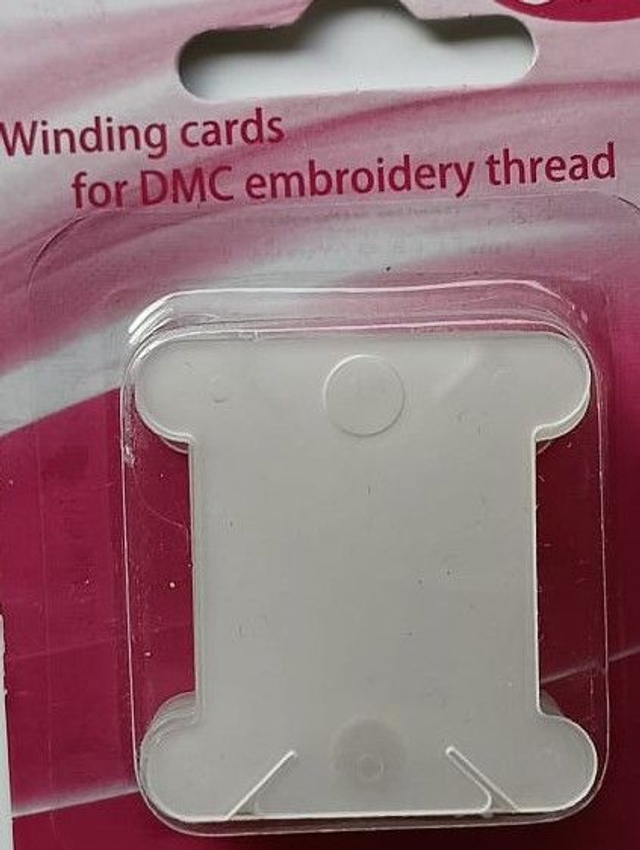 Winding cards
for DMC embroidery thread